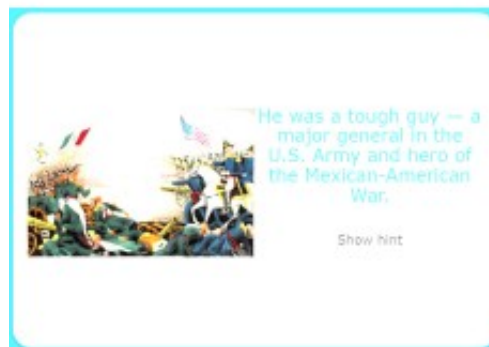 He was a tough guy — a
major general in the
U.S. Army and hero of
the Mexican-American
War.
Show hint